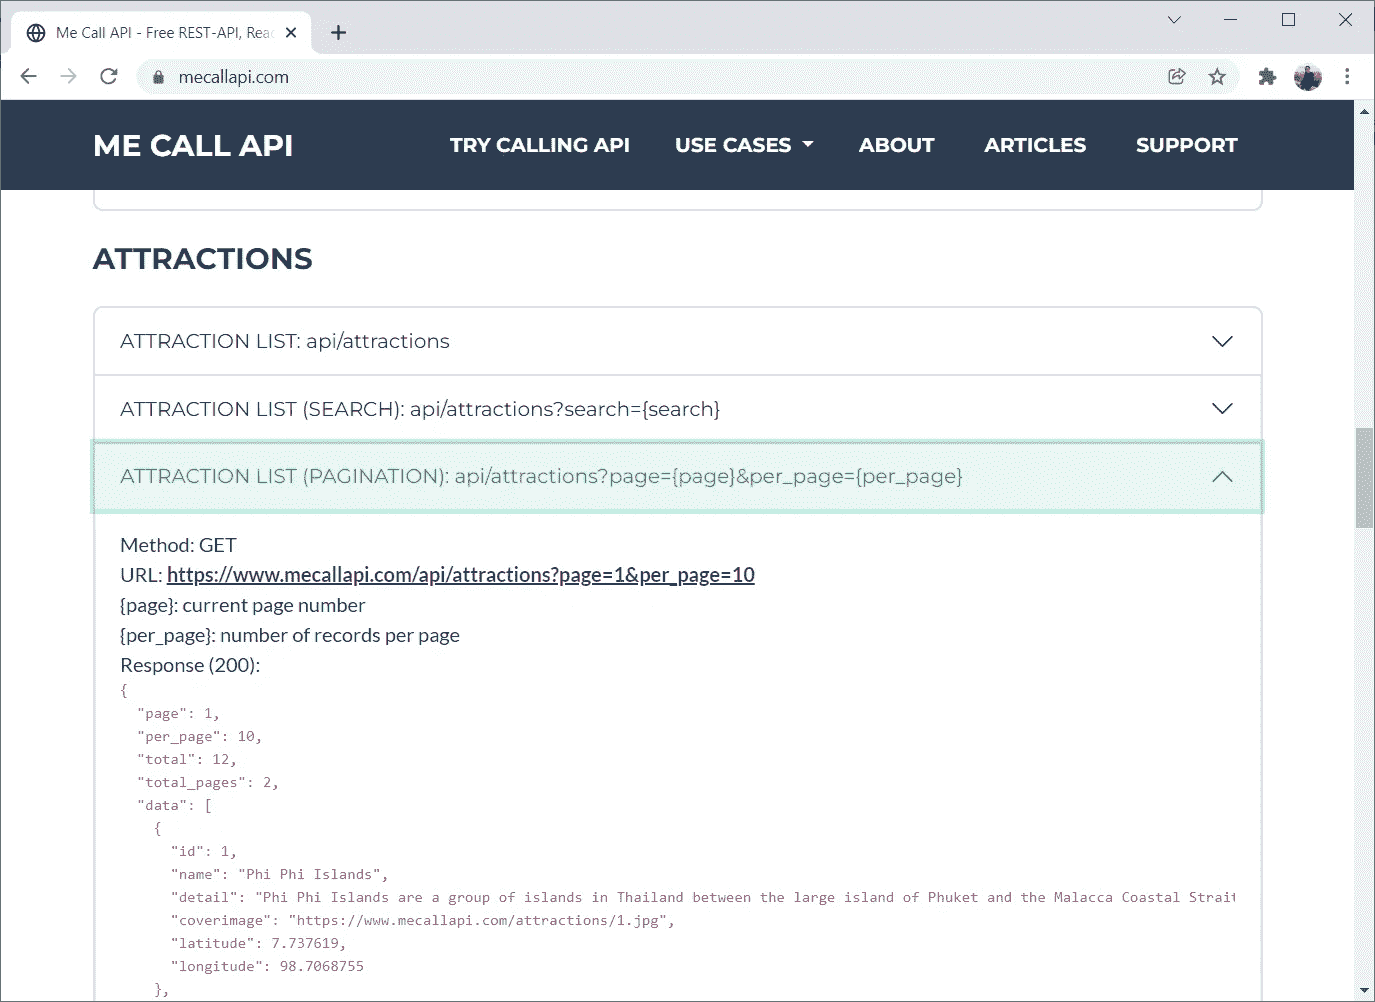 Me Call API - Free REST-API, Reac
mecallapi.com
ME CALL API
TRY CALLING API
USE CASES
ABOUT
ARTICLES
SUPPORT
ATTRACTIONS
ATTRACTION LIST: api/attractions
ATTRACTION LIST (SEARCH): api/attractions?search={search}
ATTRACTION LIST (PAGINATION): api/attractions?page={page}&per_page={per_page}
Method: GET
URL: https://www.mecallapi.com/api/attractions?page=1&per_page=10
{page}: current page number
{per_page}: number of records per page
Response (200):
{
"page": 1,
"per_page": 10,
"total": 12,
"total_pages": 2,
"data": [
{
"id": 1,
"name": "Phi Phi Islands",
"detail": "Phi Phi Islands are a group of islands in Thailand between the large island of Phuket and the Malacca Coastal Strait
"coverimage": "https://www.mecallapi.com/attractions/1.jpg",
"latitude": 7.737619,
"longitude": 98.7068755
},